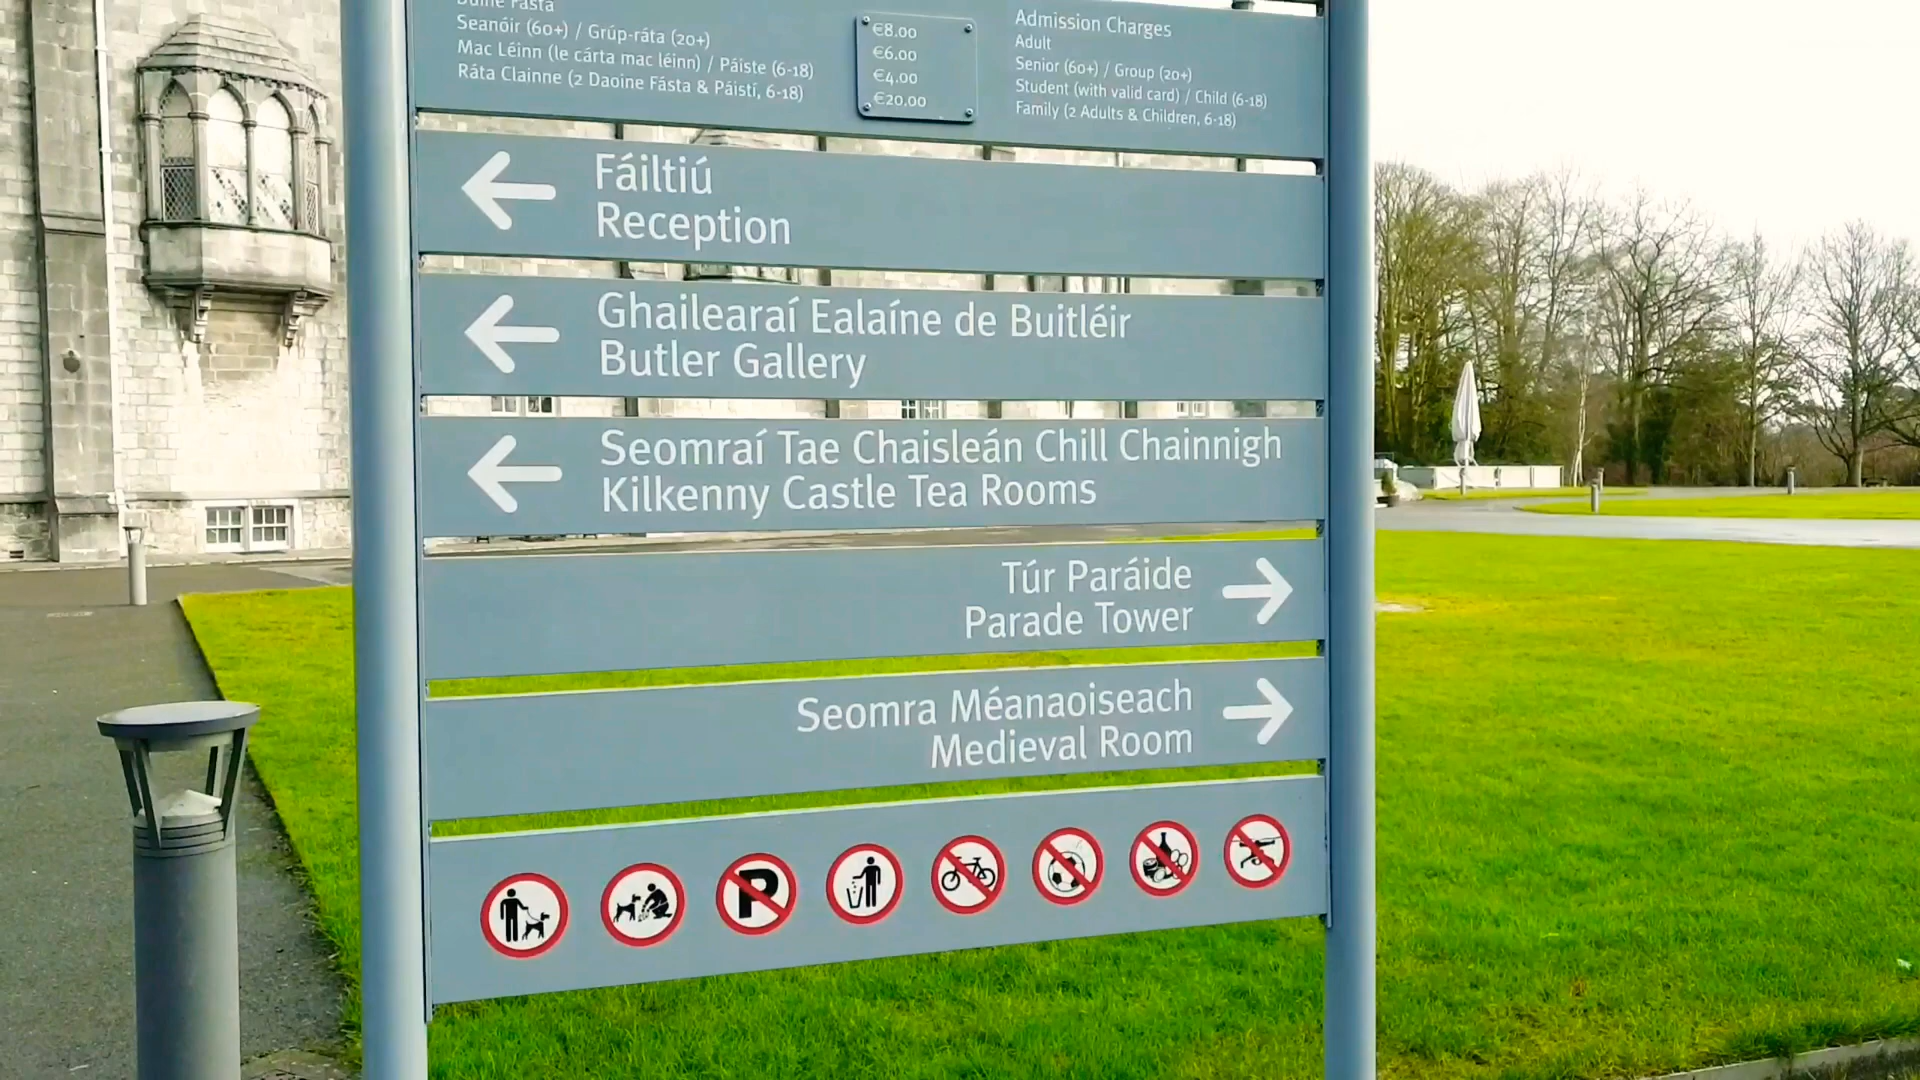 Duine Fásta
Seanóir (60+) / Grúp-ráta (20+)
Mac Léinn (le cárta mac léinn) / Páiste (6-18)
Ráta Clainne (2 Daoine Fásta & Páistí, 6-18)
€8.00
€6.00
€4.00
€20.00
Admission Charges
Adult
Senior (60+) / Group (20+)
Student (with valid card) / Child (6-18)
Family (2 Adults & Children, 6-18)
Fáiltiú
Reception
Ghailearaí Ealaíne de Buitléir
Butler Gallery
Seomraí Tae Chaisleán Chill Chainnigh
Kilkenny Castle Tea Rooms
Túr Paráide
Parade Tower
Seomra Méanaoiseach
Medieval Room
P